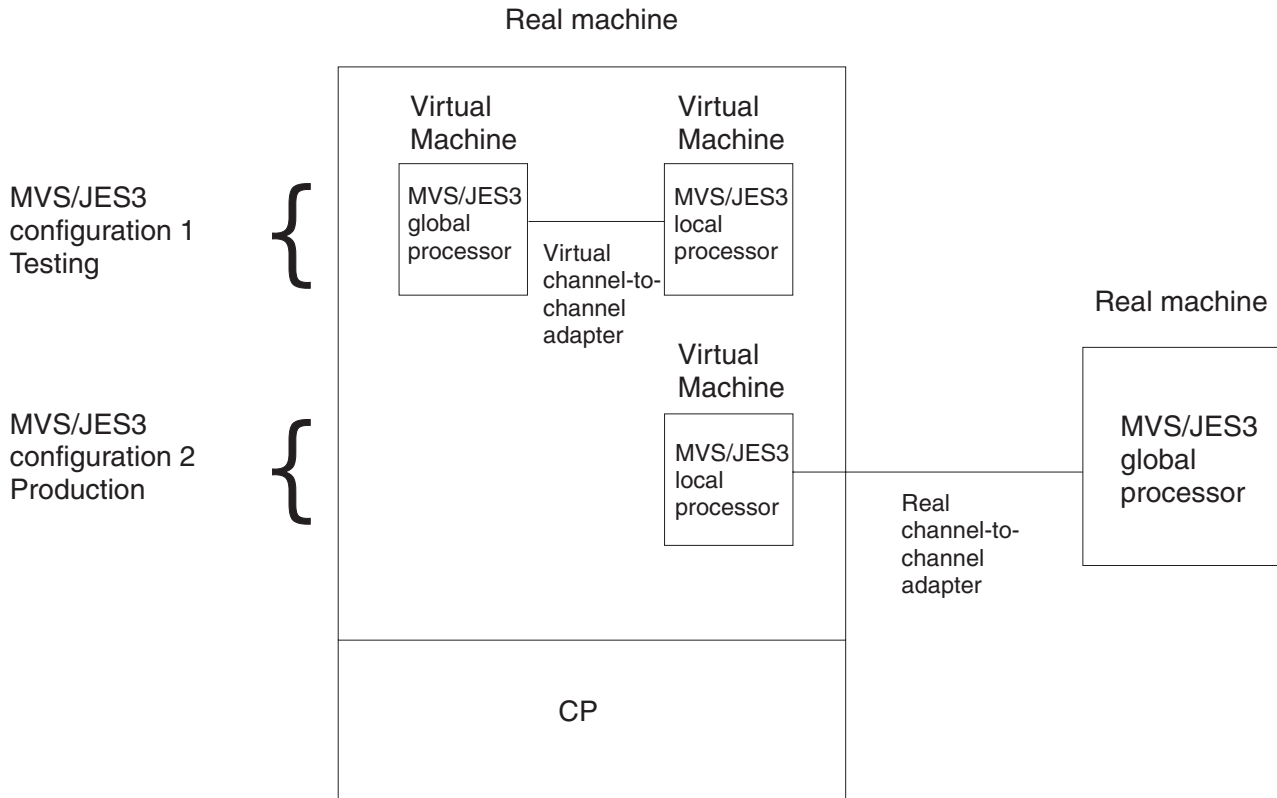 Real machine
Virtual
Machine
Virtual
Machine
MVS/JES3
configuration 1
Testing
MVS/JES3
global
processor
Virtual
channel-to-
channel
adapter
MVS/JES3
local
processor
Real machine
Virtual
Machine
MVS/JES3
configuration 2
Production
MVS/JES3
local
processor
Real
channel-to-
channel
adapter
MVS/JES3
global
processor
CP